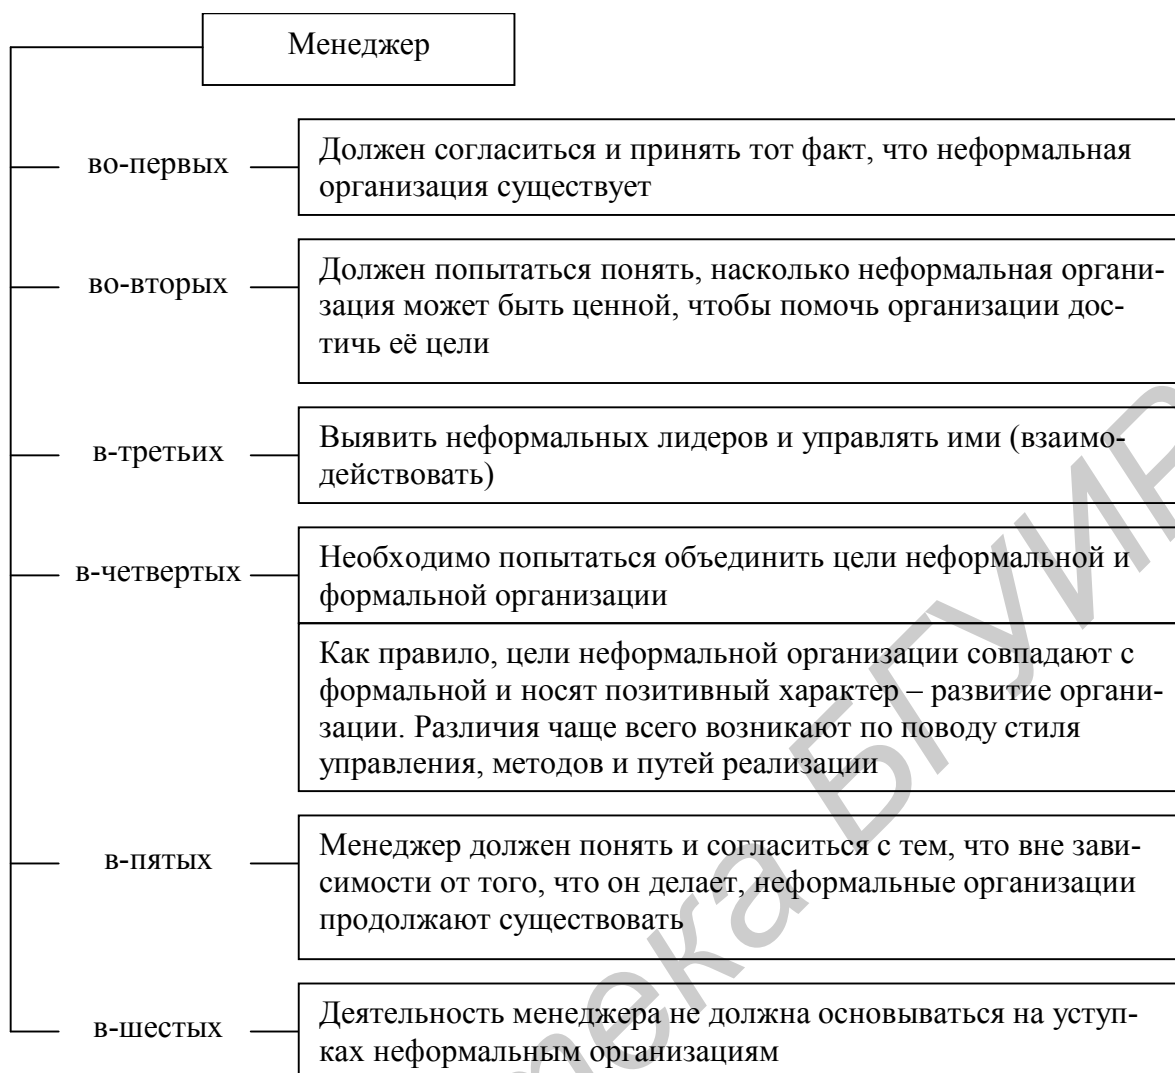 Менеджер
во-первых
Должен согласиться и принять тот факт, что неформальная
организация существует
во-вторых
Должен попытаться понять, насколько неформальная органи-
зация может быть ценной, чтобы помочь организации дос-
тичь её цели
в-третьих
Выявить неформальных лидеров и управлять ими (взаимо-
действовать)
в-четвертых
Необходимо попытаться объединить цели неформальной и
формальной организации
Как правило, цели неформальной организации совпадают с
формальной и носят позитивный характер – развитие органи-
зации. Различия чаще всего возникают по поводу стиля
управления, методов и путей реализации
в-пятых
Менеджер должен понять и согласиться с тем, что вне зави-
симости от того, что он делает, неформальные организации
продолжают существовать
в-шестых
Деятельность менеджера не должна основываться на уступ-
ках неформальным организациям
БГУИР